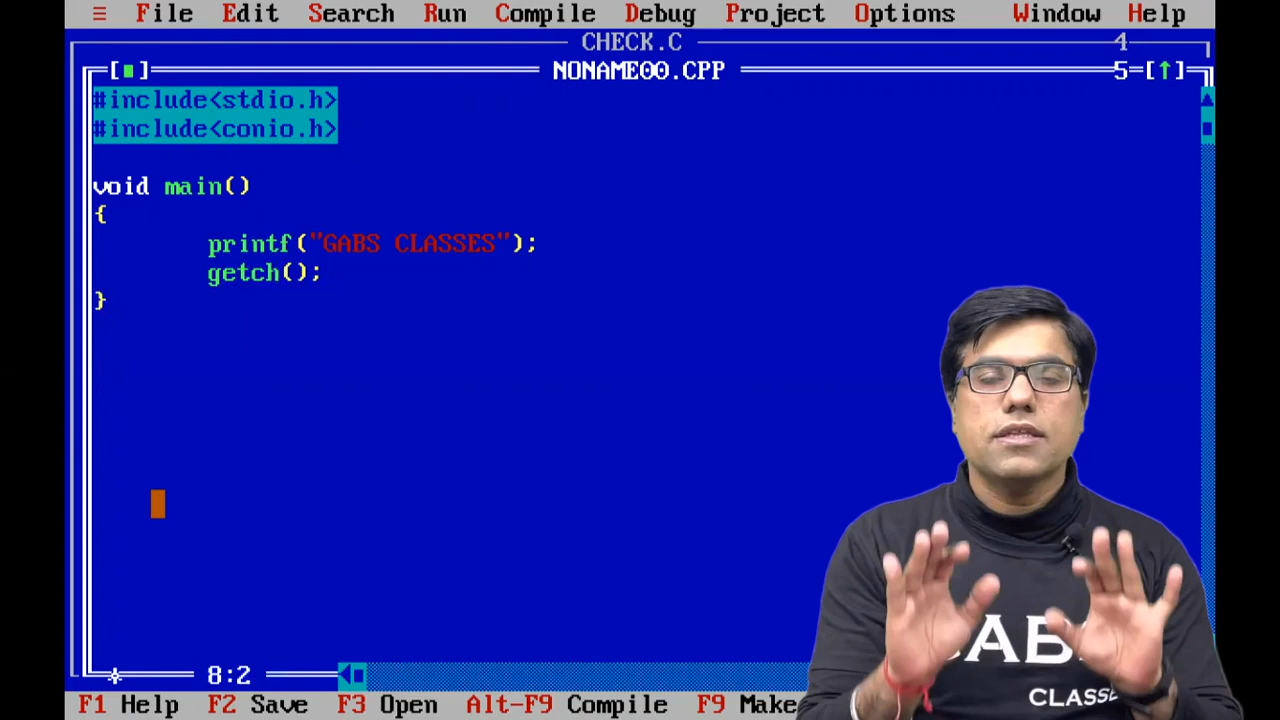 ≡ File Edit Search Run Compile Debug Project Options Window Help
CHECK.C 4
[■] NONAME00.CPP 5=[↑]
#include<stdio.h>
#include<conio.h>
void main()
{
printf("GABS CLASSES");
getch();
}
8:2
F1 Help F2 Save F3 Open Alt-F9 Compile F9 Make
CLASSE